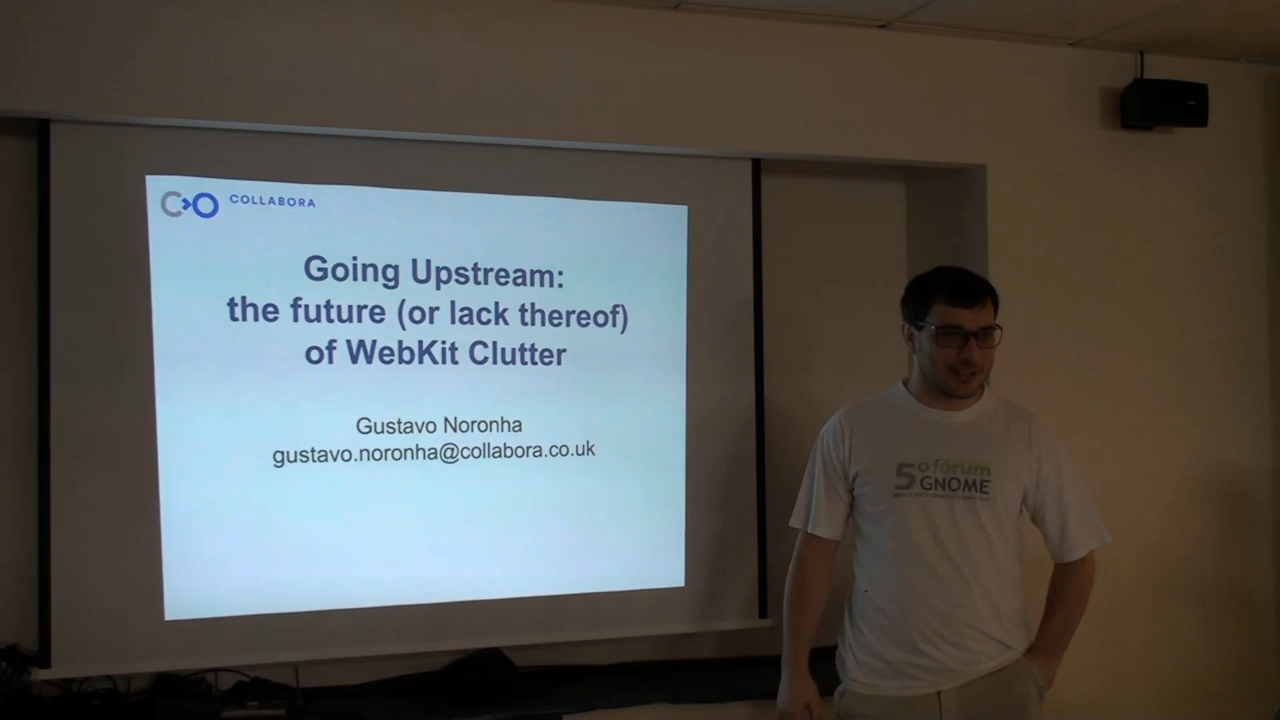 COLLABORA
Going Upstream:
the future (or lack thereof)
of WebKit Clutter
Gustavo Noronha
gustavo.noronha@collabora.co.uk
5o fórum
GNOME